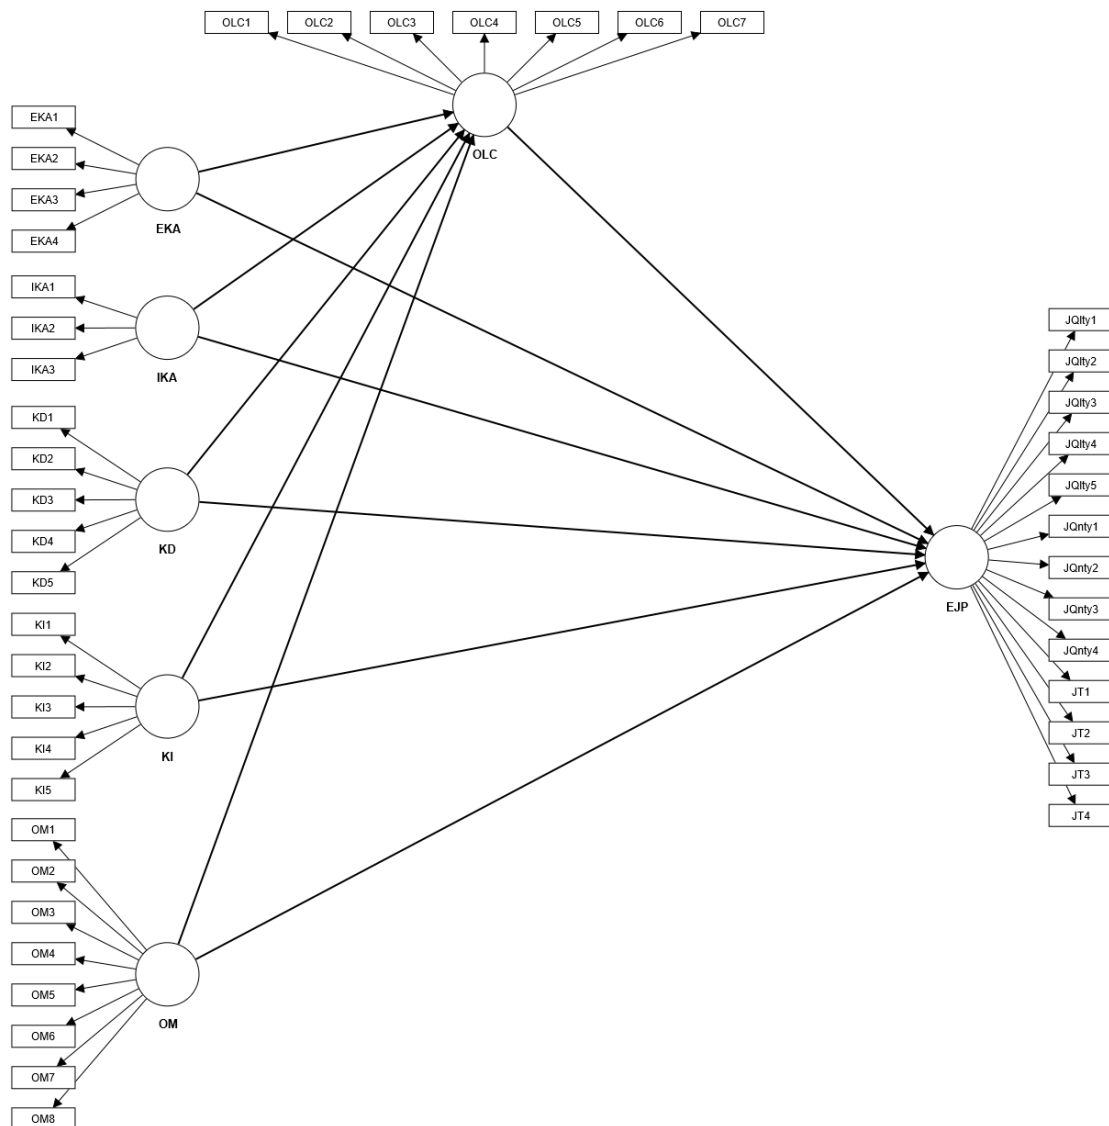 OLC1
OLC2
OLC3
OLC4
OLC5
OLC6
OLC7
OLC
EKA1
EKA2
EKA3
EKA4
EKA
IKA1
IKA2
IKA3
IKA
KD1
KD2
KD3
KD4
KD5
KD
KI1
KI2
KI3
KI4
KI5
KI
OM1
OM2
OM3
OM4
OM5
OM6
OM7
OM8
OM
EJP
JQlty1
JQlty2
JQlty3
JQlty4
JQlty5
JQnty1
JQnty2
JQnty3
JQnty4
JT1
JT2
JT3
JT4